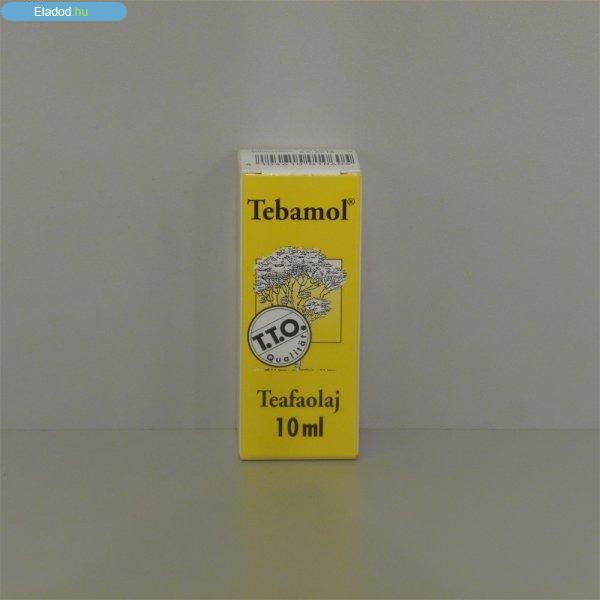 Eladod.hu
Tebamol®
T.T.O.
Qualität
Teafaolaj
10 ml